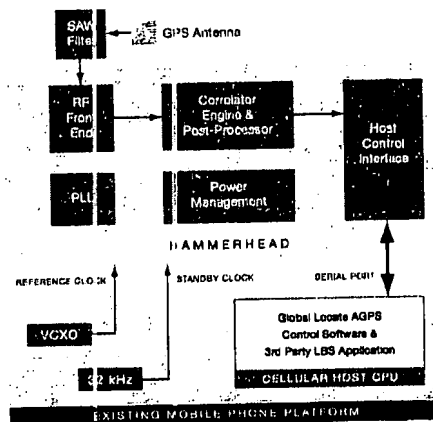 SAW
Filter
GPS Antenna
RF
Front
End
Correlator
Engine &
Post-Processor
Host
Control
Interface
PLL
Power
Management
HAMMERHEAD
REFERENCE CLOCK
STANDBY CLOCK
SERIAL PORT
VCXO
32 kHz
Global Locate AGPS
Control Software &
3rd Party LBS Application
CELLULAR HOST CPU
EXISTING MOBILE PHONE PLATFORM